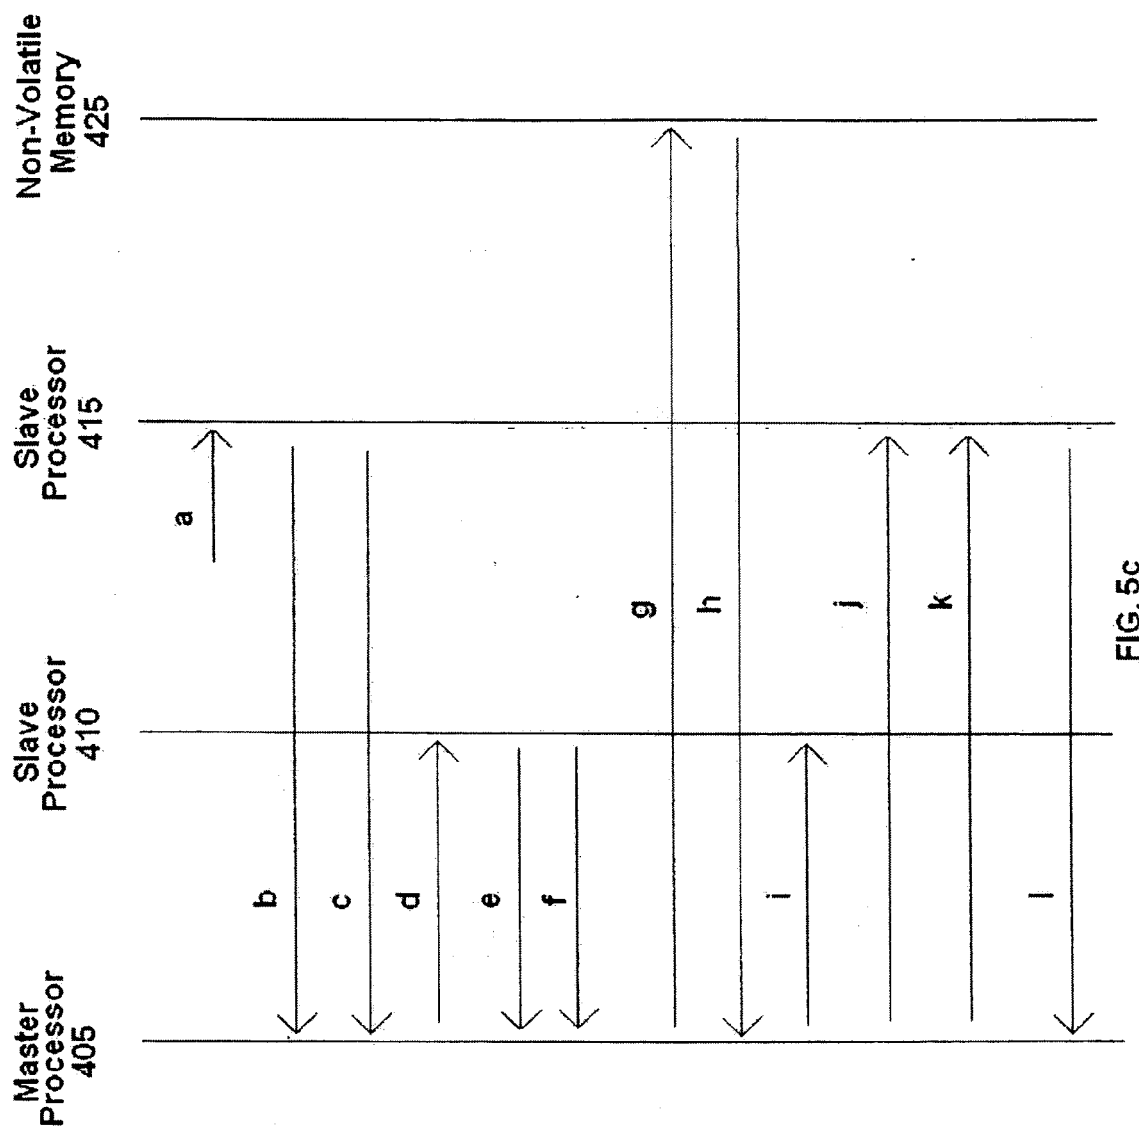 Master
Processor
405
Slave
Processor
410
Slave
Processor
415
Non-Volatile
Memory
425
a
b
c
d
e
f
g
h
i
j
k
l
FIG. 5c